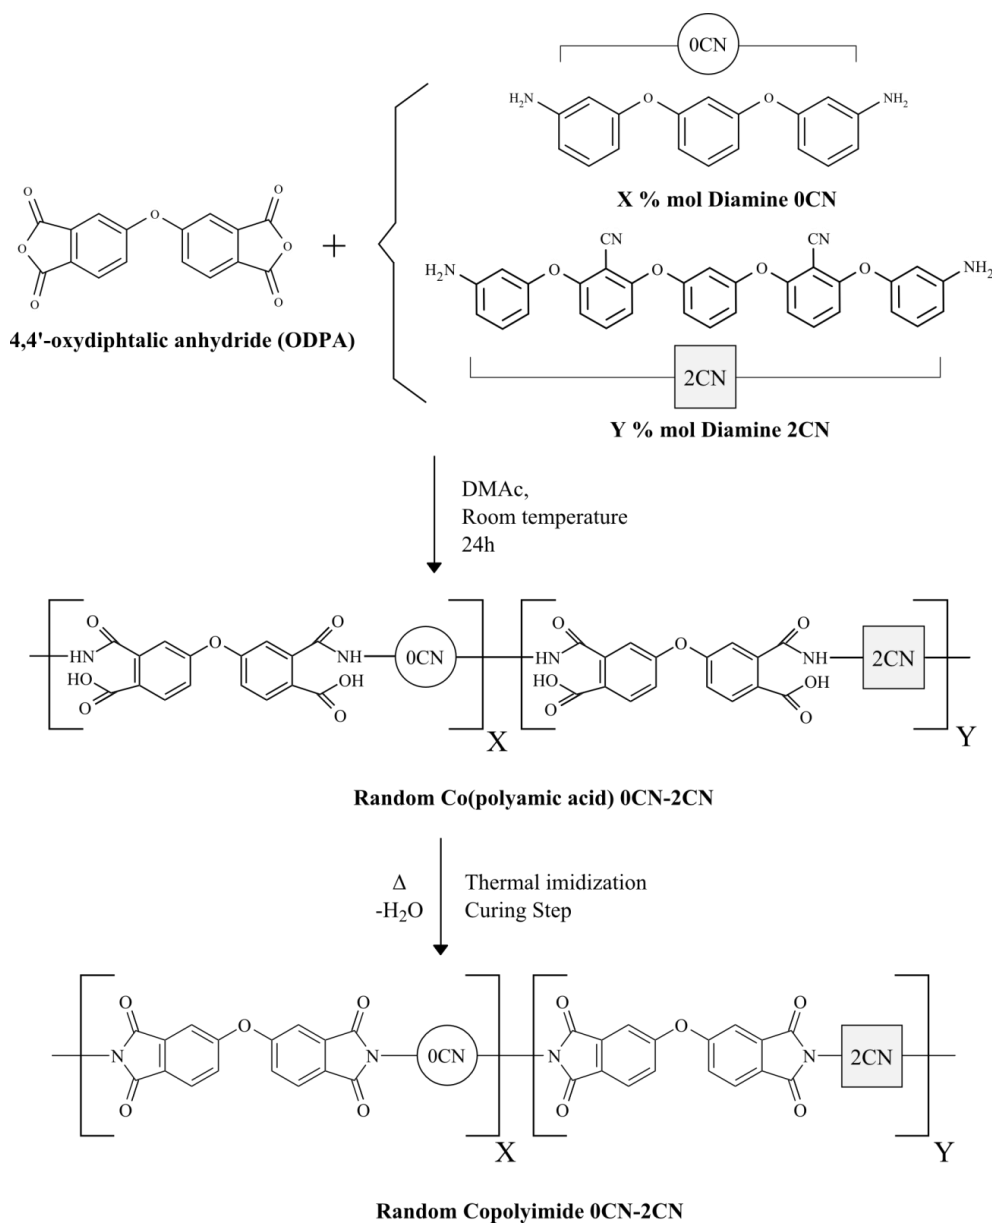 0CN
H₂N O O NH₂
X % mol Diamine 0CN
O O O O O O O
+
4,4'-oxydiphtalic anhydride (ODPA)
CN CN
H₂N O O O O NH₂
2CN
Y % mol Diamine 2CN
DMAc,
Room temperature
24h
O O O NH NH HO O O OH 0CN X
O O O NH NH HO O O OH 2CN Y
Random Co(polyamic acid) 0CN-2CN
Δ
-H₂O
Thermal imidization
Curing Step
O O O N N O O 0CN X
O O O N N O O 2CN Y
Random Copolyimide 0CN-2CN